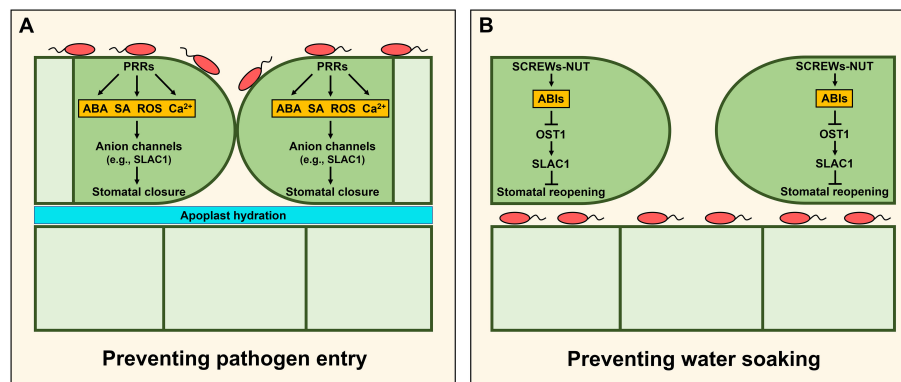 A
PRRs
ABA SA ROS Ca²⁺
Anion channels
(e.g., SLAC1)
Stomatal closure
PRRs
ABA SA ROS Ca²⁺
Anion channels
(e.g., SLAC1)
Stomatal closure
Apoplast hydration
Preventing pathogen entry
B
SCREWs-NUT
ABIs
OST1
SLAC1
Stomatal reopening
SCREWs-NUT
ABIs
OST1
SLAC1
Stomatal reopening
Preventing water soaking